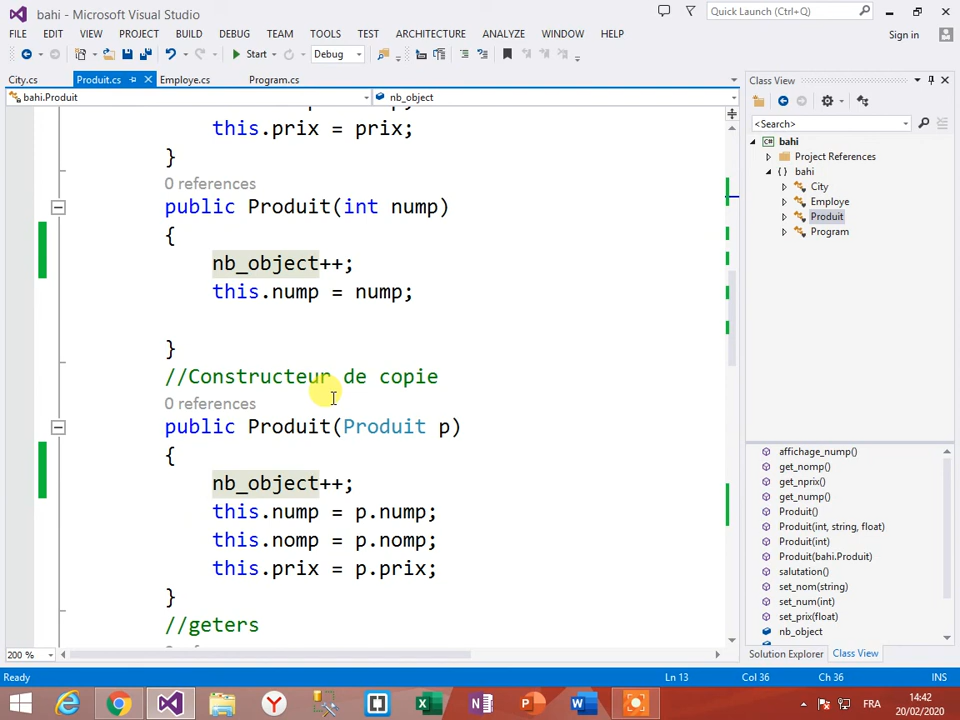 bahi - Microsoft Visual Studio
Quick Launch (Ctrl+Q)
FILE EDIT VIEW PROJECT BUILD DEBUG TEAM TOOLS TEST ARCHITECTURE ANALYZE WINDOW HELP
Sign in
Start Debug
City.cs Produit.cs Employe.cs Program.cs
bahi.Produit nb_object
this.prix = prix;
}
0 references
public Produit(int nump)
{
nb_object++;
this.nump = nump;
}
//Constructeur de copie
0 references
public Produit(Produit p)
{
nb_object++;
this.nump = p.nump;
this.nomp = p.nomp;
this.prix = p.prix;
}
//geters
200 %
Class View
<Search>
bahi
Project References
{ } bahi
City
Employe
Produit
Program
affichage_nump()
get_nomp()
get_nprix()
get_nump()
Produit()
Produit(int, string, float)
Produit(int)
Produit(bahi.Produit)
salutation()
set_nom(string)
set_num(int)
set_prix(float)
nb_object
Solution Explorer Class View
Ready Ln 13 Col 36 Ch 36 INS
FRA
14:42
20/02/2020